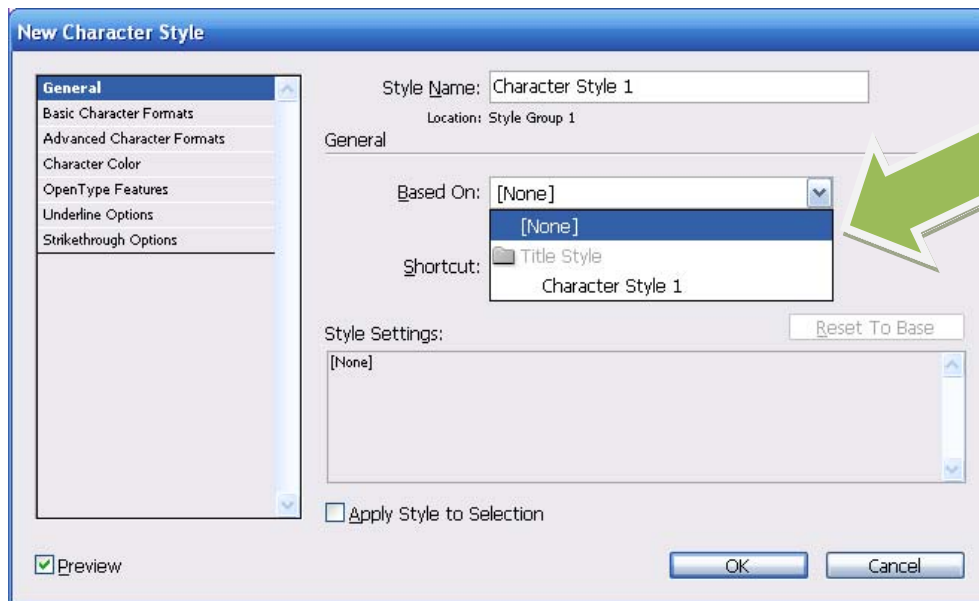 New Character Style
General
Basic Character Formats
Advanced Character Formats
Character Color
OpenType Features
Underline Options
Strikethrough Options
Style Name: Character Style 1
Location: Style Group 1
General
Based On: [None]
[None]
Title Style
Character Style 1
Shortcut:
Reset To Base
Style Settings:
[None]
Apply Style to Selection
Preview
OK
Cancel